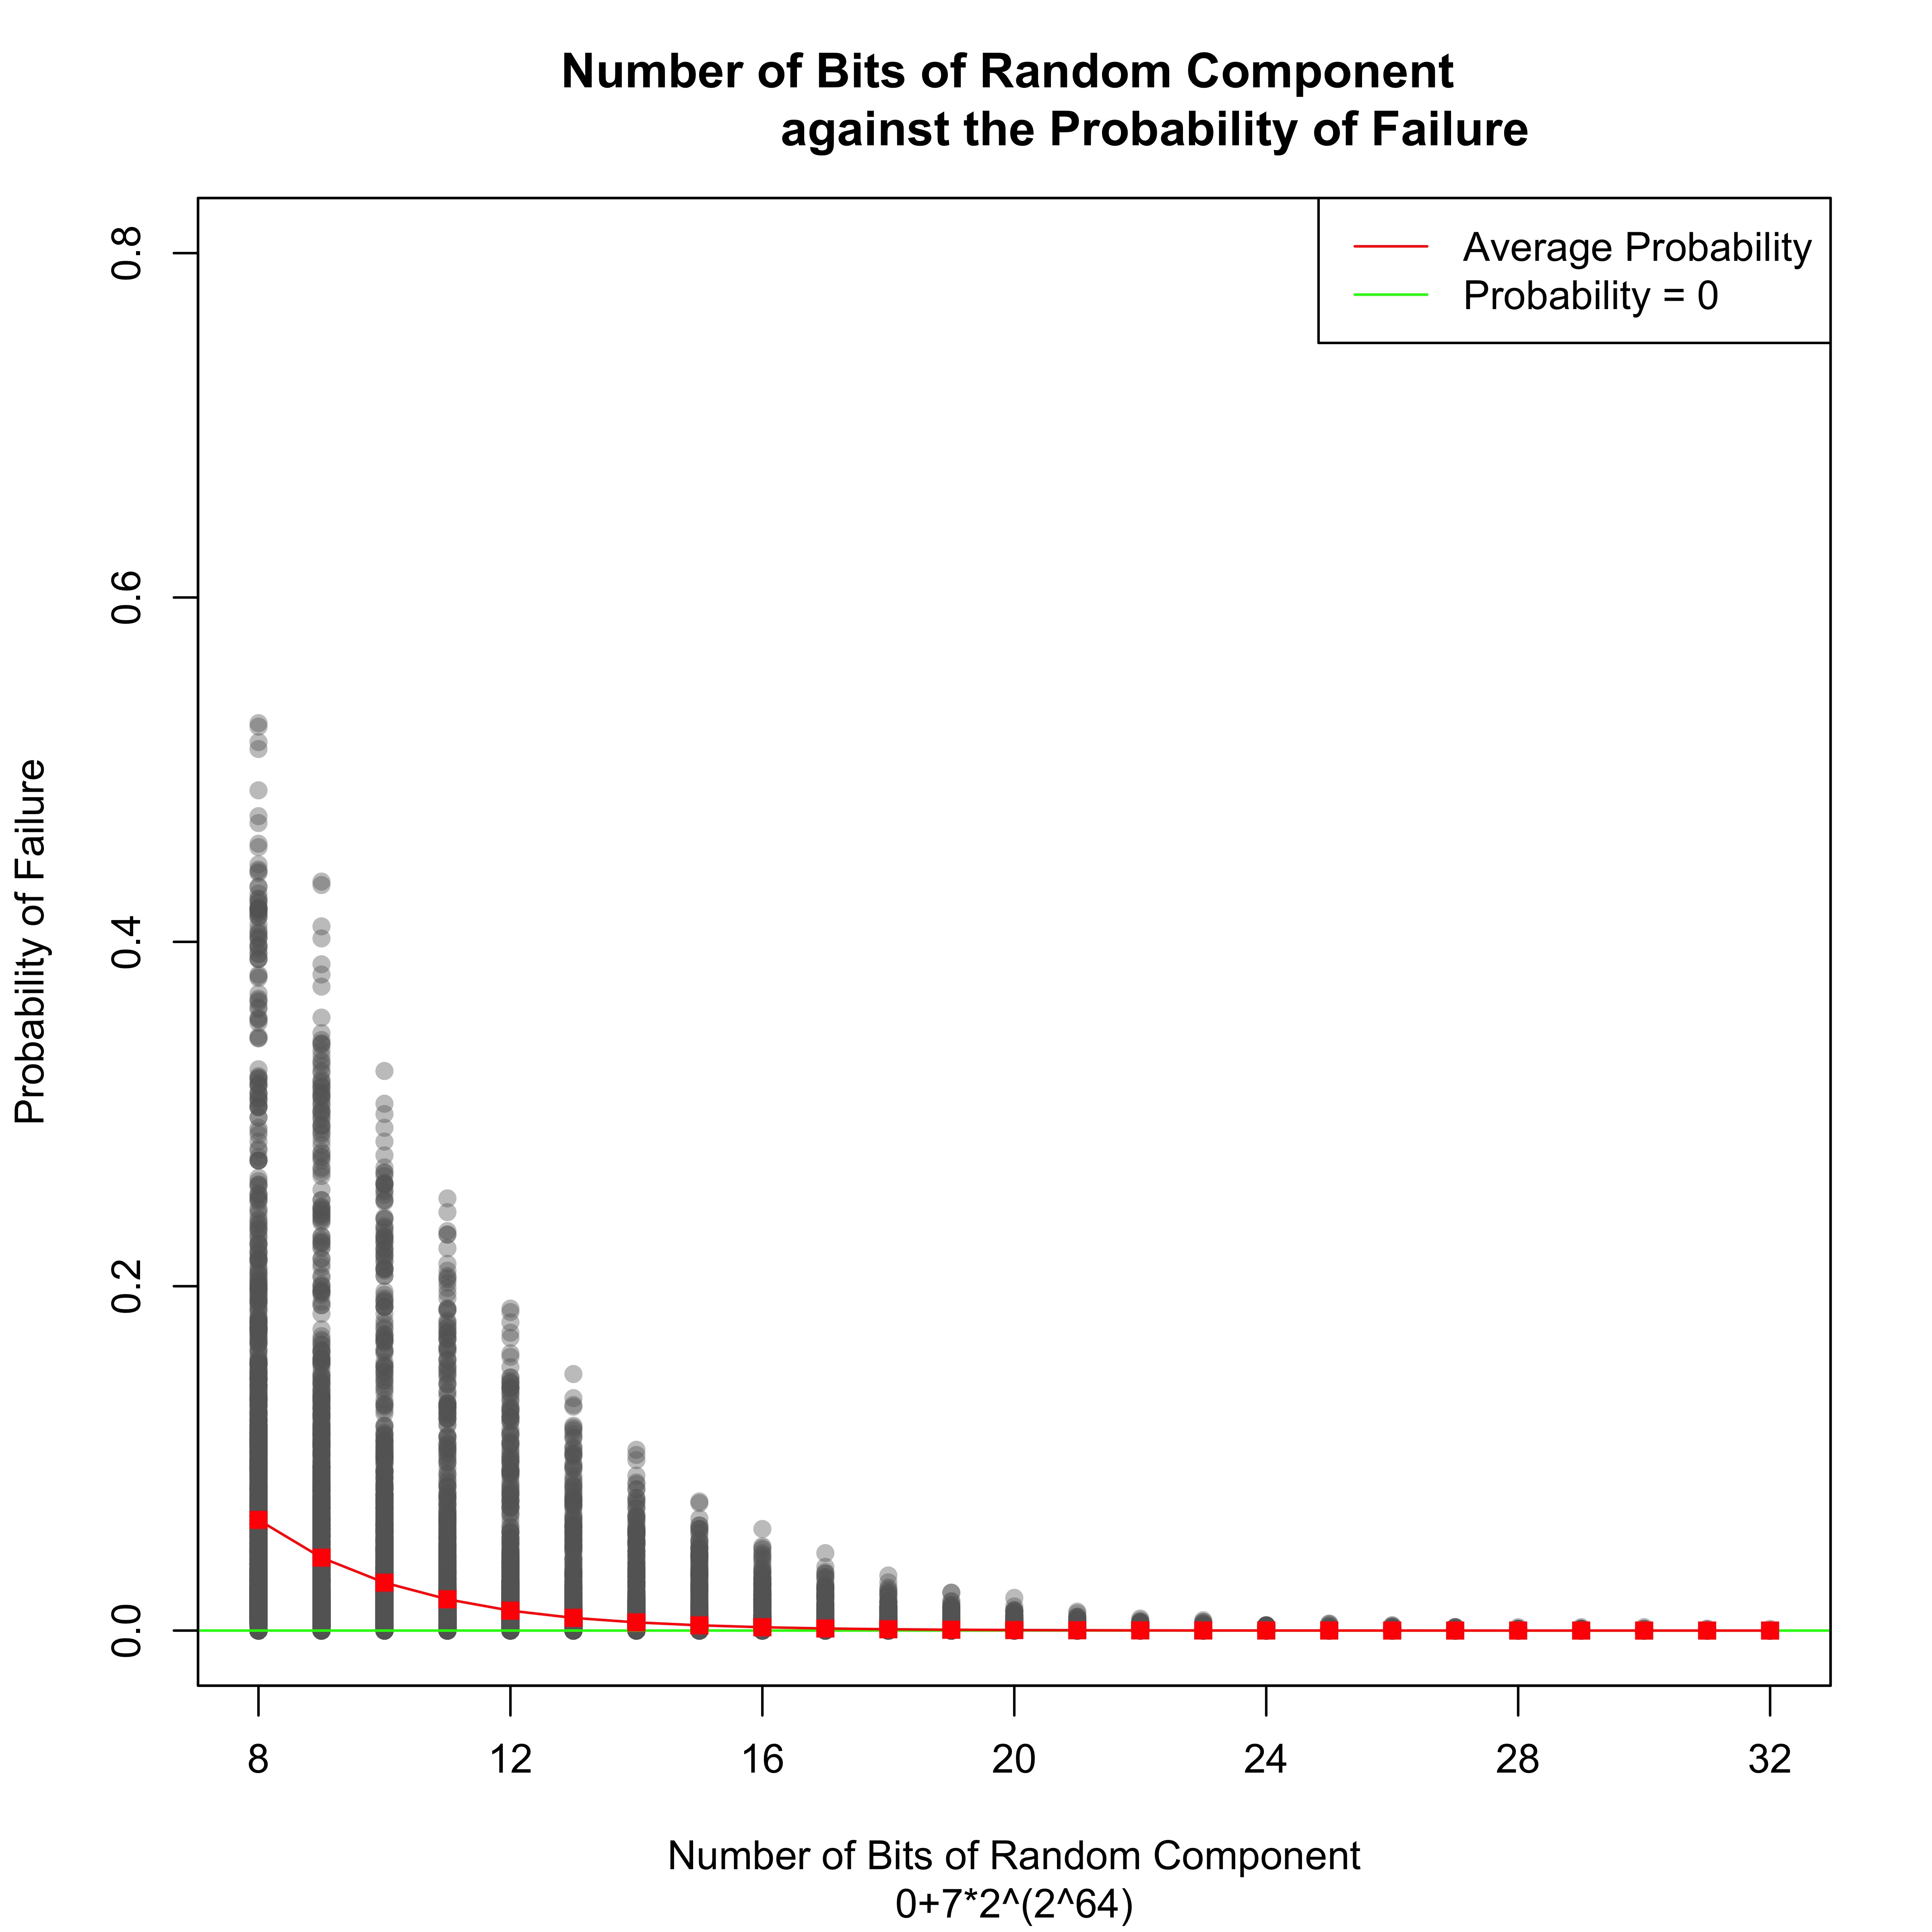 Number of Bits of Random Component
against the Probability of Failure
Average Probability
Probability = 0
Probability of Failure
0.8
0.6
0.4
0.2
0.0
8 12 16 20 24 28 32
Number of Bits of Random Component
0+7*2^(2^64)